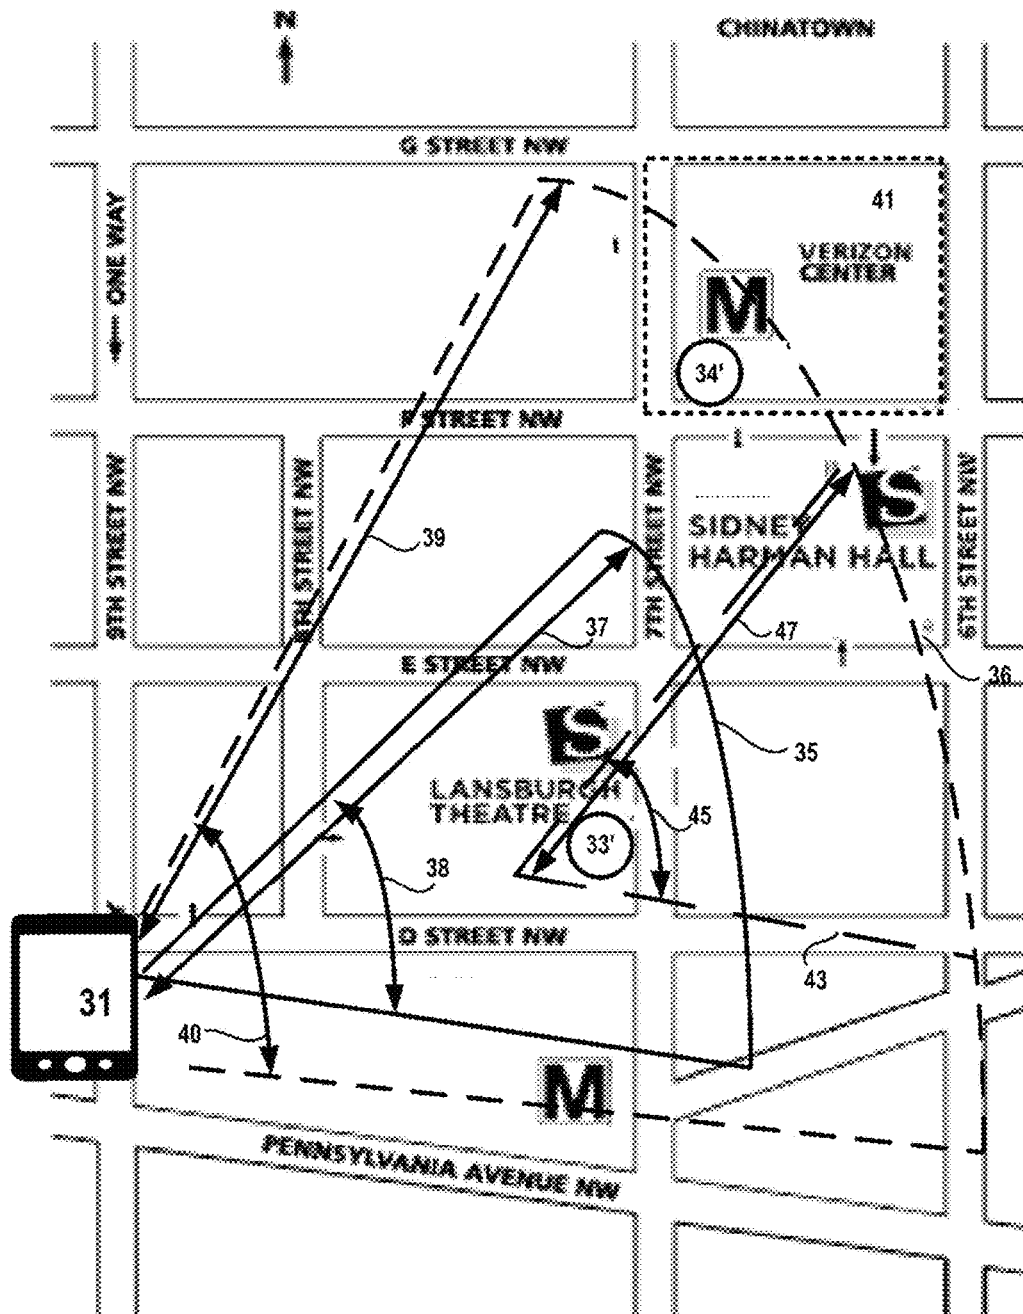 N
CHINATOWN
G STREET NW
ONE WAY
41
VERIZON
CENTER
M
34'
F STREET NW
9TH STREET NW
8TH STREET NW
7TH STREET NW
6TH STREET NW
S
SIDNEY
HARMAN HALL
39
37
47
36
E STREET NW
S
LANSBURGH
THEATRE
35
45
33'
38
D STREET NW
43
31
40
M
PENNSYLVANIA AVENUE NW